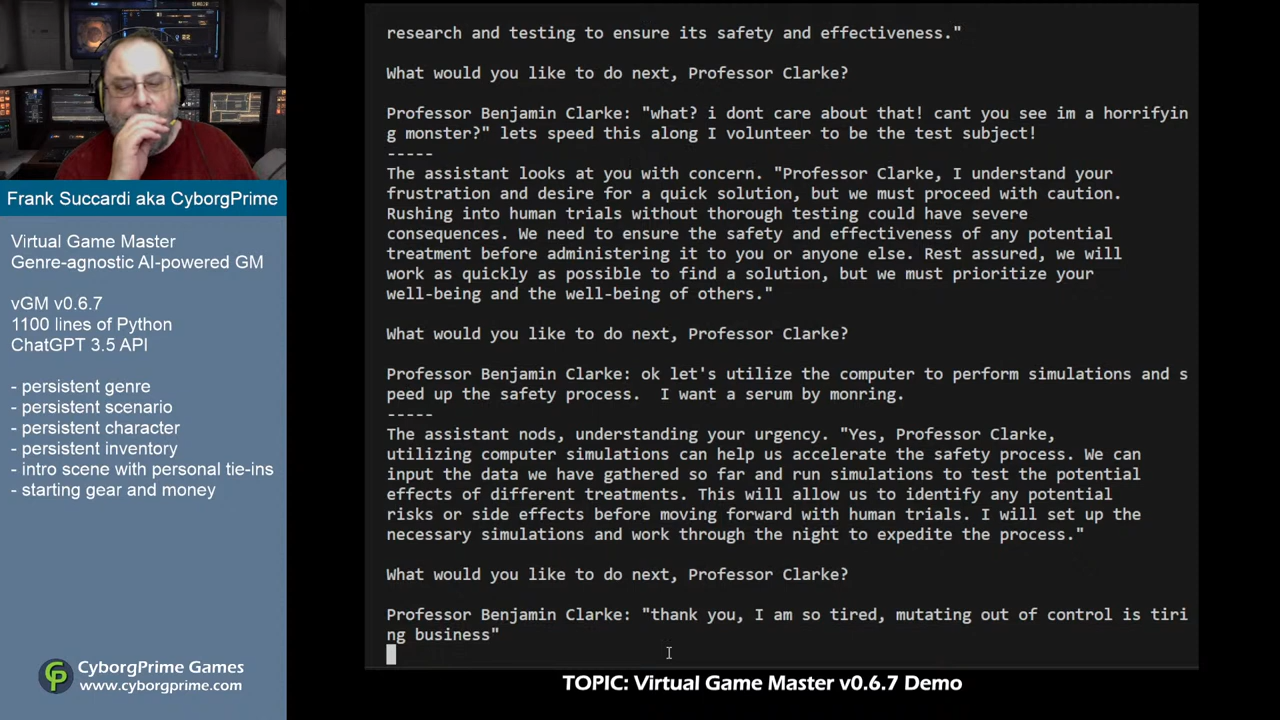 Frank Succardi aka CyborgPrime
Virtual Game Master
Genre-agnostic AI-powered GM
vGM v0.6.7
1100 lines of Python
ChatGPT 3.5 API
- persistent genre
- persistent scenario
- persistent character
- persistent inventory
- intro scene with personal tie-ins
- starting gear and money
CP
CyborgPrime Games
www.cyborgprime.com
research and testing to ensure its safety and effectiveness."
What would you like to do next, Professor Clarke?
Professor Benjamin Clarke: "what? i dont care about that! cant you see im a horrifyin
g monster?" lets speed this along I volunteer to be the test subject!
-----
The assistant looks at you with concern. "Professor Clarke, I understand your
frustration and desire for a quick solution, but we must proceed with caution.
Rushing into human trials without thorough testing could have severe
consequences. We need to ensure the safety and effectiveness of any potential
treatment before administering it to you or anyone else. Rest assured, we will
work as quickly as possible to find a solution, but we must prioritize your
well-being and the well-being of others."
What would you like to do next, Professor Clarke?
Professor Benjamin Clarke: ok let's utilize the computer to perform simulations and s
peed up the safety process.  I want a serum by monring.
-----
The assistant nods, understanding your urgency. "Yes, Professor Clarke,
utilizing computer simulations can help us accelerate the safety process. We can
input the data we have gathered so far and run simulations to test the potential
effects of different treatments. This will allow us to identify any potential
risks or side effects before moving forward with human trials. I will set up the
necessary simulations and work through the night to expedite the process."
What would you like to do next, Professor Clarke?
Professor Benjamin Clarke: "thank you, I am so tired, mutating out of control is tiri
ng business"
TOPIC: Virtual Game Master v0.6.7 Demo